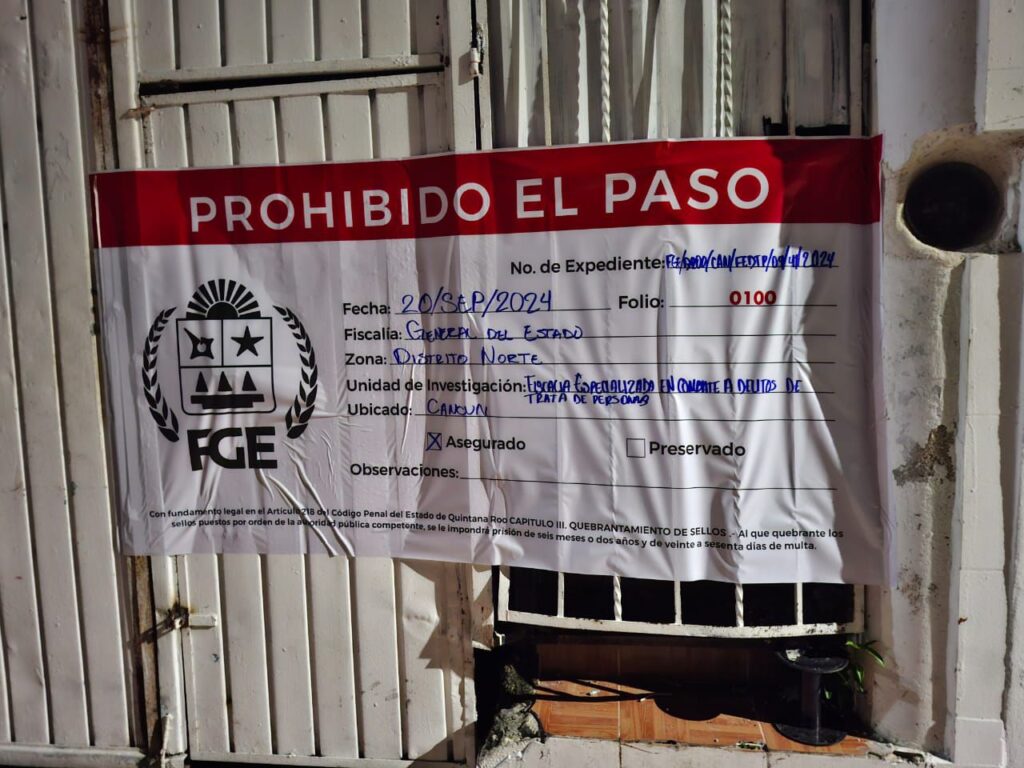 PROHIBIDO EL PASO
No. de Expediente:
Fecha: 20/SEP/2024 Folio: 0100
Fiscalía: GENERAL DEL ESTADO
Zona: DISTRITO NORTE
Unidad de Investigación: FISCALIA ESPECIALIZADA EN COMBATE A DELITOS DE
TRATA DE PERSONAS
Ubicado: CANCUN
FGE
☒ Asegurado ☐ Preservado
Observaciones:
Con fundamento legal en el Artículo 218 del Código Penal del Estado de Quintana Roo CAPITULO III. QUEBRANTAMIENTO DE SELLOS .- Al que quebrante los
sellos puestos por orden de la autoridad pública competente, se le impondrá prisión de seis meses o dos años y de veinte a sesenta días de multa.